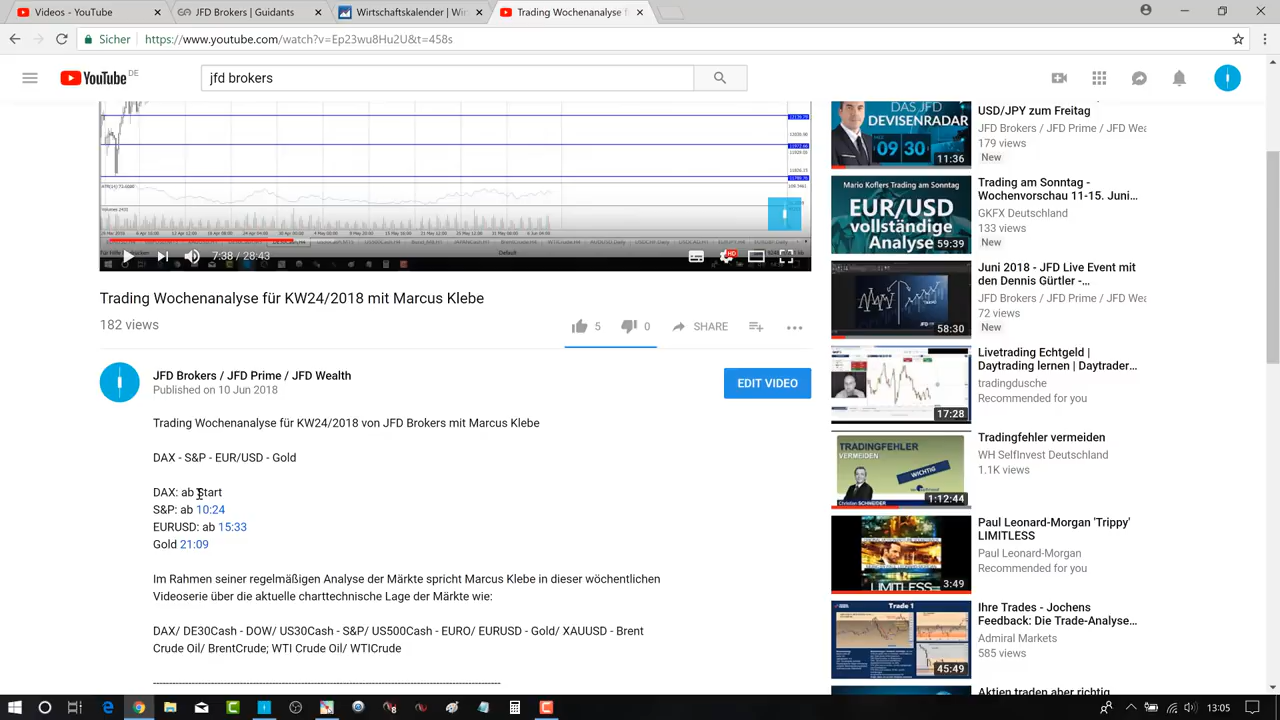 Videos - YouTube
JFD Brokers | Guidants
Wirtschaftskalender
Trading Wochenanalyse f
Sicher
https://www.youtube.com/watch?v=Ep23wu8Hu2U&t=458s
YouTube DE
jfd brokers
7:38 / 28:43
HD
Trading Wochenanalyse für KW24/2018 mit Marcus Klebe
182 views
5
0
SHARE
JFD Brokers / JFD Prime / JFD Wealth
Published on 10 Jun 2018
EDIT VIDEO
Trading Wochenanalyse für KW24/2018 von JFD Brokers mit Marcus Klebe
DAX - - EUR/USD - Gold
DAX: ab Start
ab 10:24
EURUSD: ab 15:33
Gold
Im Rahmen der regelmäßigen Analyse der Märkte spricht Marcus Klebe in dieser wöchentlichen
Videoanalyse die aktuelle charttechnische Lage der Märkte wie:
DAX/ DE30Cash - DOW/ US30Cash - S&P/ US500Cash - EURO/ EURUSD - Gold/ XAUUSD - Brent
Crude Oil/ BrentCrude - WTI Crude Oil/ WTICrude -
DAS JFD
DEVISENRADAR
09 30
11:36
USD/JPY zum Freitag
JFD Brokers / JFD Prime / JFD Wea
179 views
New
Mario Koflers Trading am Sonntag
EUR/USD
vollständige
Analyse
59:39
Trading am Sonntag -
Wochenvorschau 11-15. Juni…
GKFX Deutschland
133 views
New
58:30
Juni 2018 - JFD Live Event mit
den Dennis Gürtler -…
JFD Brokers / JFD Prime / JFD Wea
72 views
New
17:28
Livetrading Echtgeld |
Daytrading lernen | Daytrader…
tradingdusche
Recommended for you
TRADINGFEHLER
VERMEIDEN
WICHTIG
Christian SCHNEIDER
1:12:44
Tradingfehler vermeiden
WH SelfInvest Deutschland
1.1K views
LIMITLESS
3:49
Paul Leonard-Morgan 'Trippy'
LIMITLESS
Paul Leonard-Morgan
Recommended for you
Trade 1
45:49
Ihre Trades - Jochens
Feedback: Die Trade-Analyse…
Admiral Markets
585 views
Aktien traden aber richtig
13:05